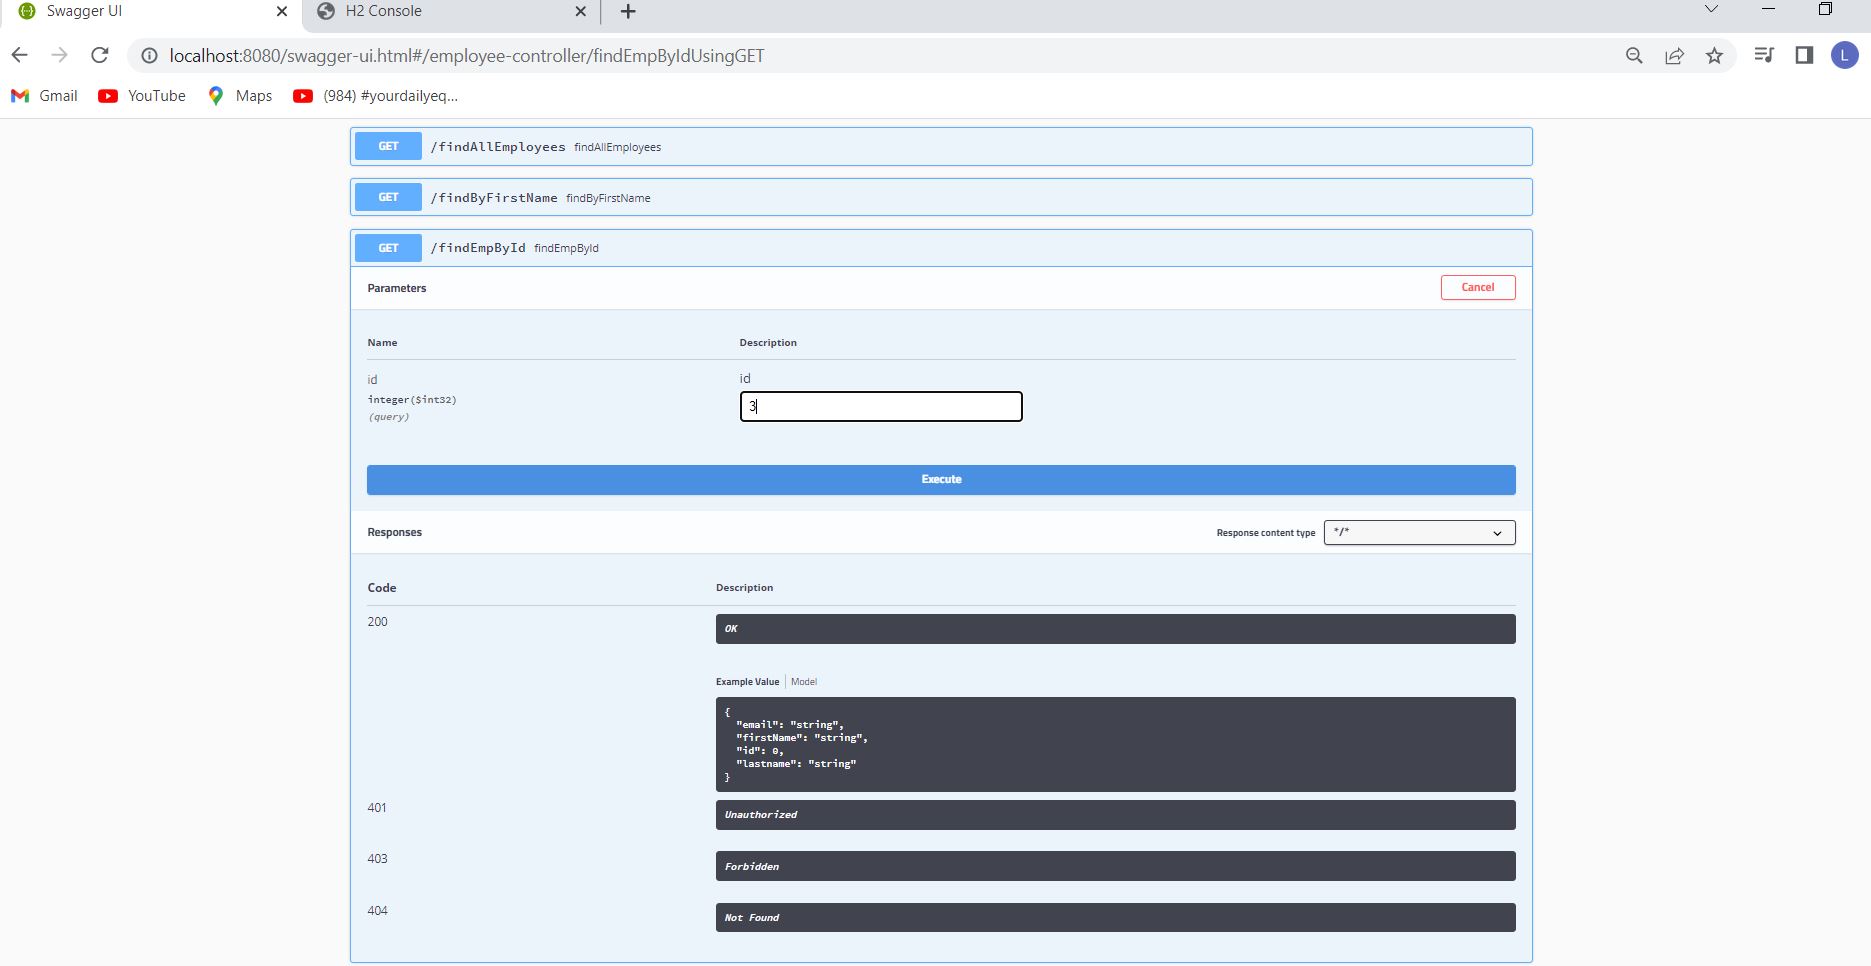 Swagger UI
H2 Console
localhost:8080/swagger-ui.html#/employee-controller/findEmpByIdUsingGET
L
Gmail YouTube Maps (984) #yourdailyeq...
GET /findAllEmployees findAllEmployees
GET /findByFirstName findByFirstName
GET /findEmpById findEmpById
Parameters Cancel
Name Description
id id
integer($int32) 3
(query)
Execute
Responses Response content type */*
Code Description
200 OK
Example Value Model
{
"email": "string",
"firstName": "string",
"id": 0,
"lastname": "string"
}
401 Unauthorized
403 Forbidden
404 Not Found